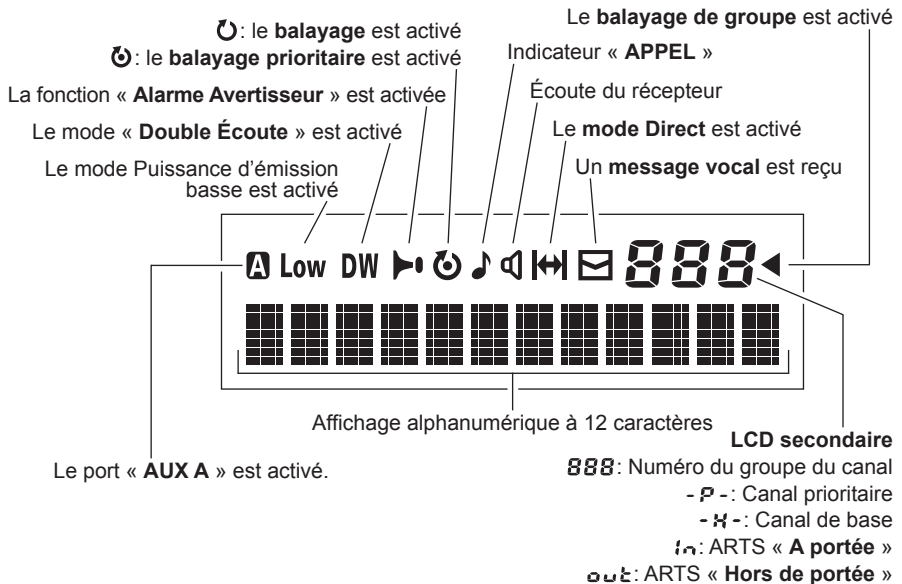 Le balayage de groupe est activé
: le balayage est activé
: le balayage prioritaire est activé
Indicateur « APPEL »
La fonction « Alarme Avertisseur » est activée
Écoute du récepteur
Le mode « Double Écoute » est activé
Le mode Direct est activé
Le mode Puissance d'émission
basse est activé
Un message vocal est reçu
A Low DW 888
Affichage alphanumérique à 12 caractères
LCD secondaire
Le port « AUX A » est activé.
888: Numéro du groupe du canal
- P -: Canal prioritaire
- H -: Canal de base
In: ARTS « A portée »
out: ARTS « Hors de portée »